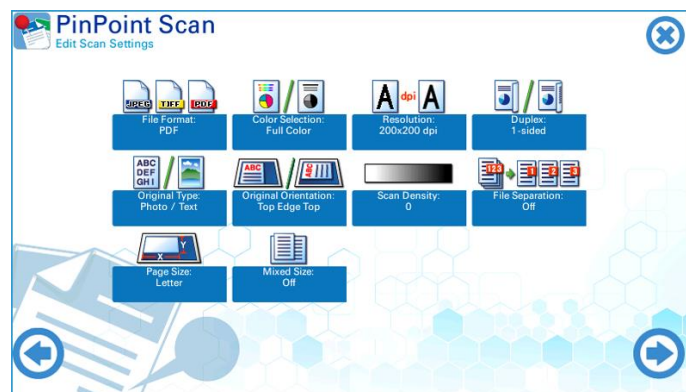 PinPoint Scan
Edit Scan Settings
JPEG TIFF PDF
File Format:
PDF
Color Selection:
Full Color
A dpi A
Resolution:
200x200 dpi
Duplex:
1-sided
ABC
DEF
GHI
Original Type:
Photo / Text
ABC ABC
Original Orientation:
Top Edge Top
Scan Density:
0
123 1 2 3
File Separation:
Off
X Y
Page Size:
Letter
Mixed Size:
Off